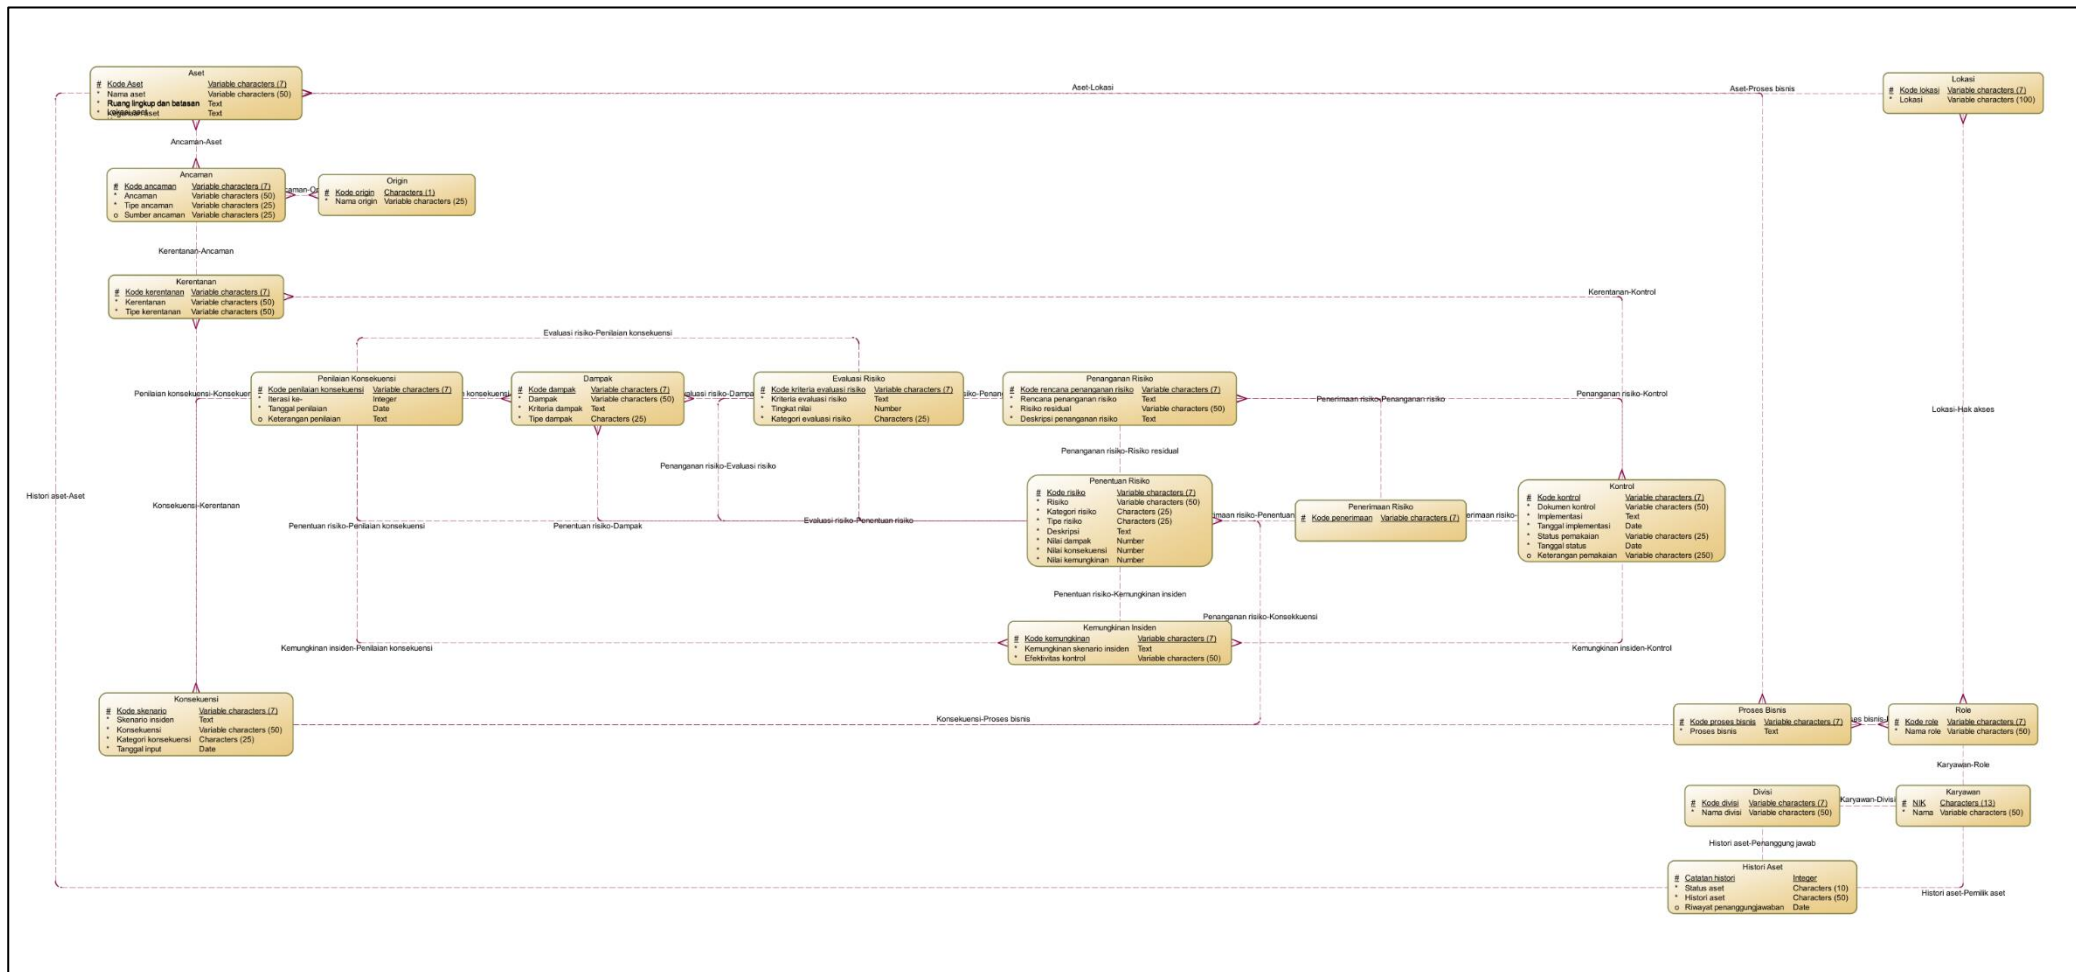 Aset
# Kode Aset Variable characters (7)
* Nama aset Variable characters (50)
* Ruang lingkup dan batasan Text
* aset Text
Lokasi
# Kode lokasi Variable characters (7)
* Lokasi Variable characters (100)
Aset-Lokasi
Aset-Proses bisnis
Ancaman-Aset
Ancaman
# Kode ancaman Variable characters (7)
* Ancaman Variable characters (50)
* Tipe ancaman Variable characters (25)
o Sumber ancaman Variable characters (25)
Origin
# Kode origin Characters (1)
* Nama origin Variable characters (25)
Kerentanan-Ancaman
Kerentanan
# Kode kerentanan Variable characters (7)
* Kerentanan Variable characters (50)
* Tipe kerentanan Variable characters (50)
Kerentanan-Kontrol
Evaluasi risiko-Penilaian konsekuensi
Penilaian Konsekuensi
# Kode penilaian konsekuensi Variable characters (7)
* Iterasi ke- Integer
* Tanggal penilaian Date
o Keterangan penilaian Text
Penilaian konsekuensi-Konsekuer
konsekuensi
Dampak
# Kode dampak Variable characters (7)
* Dampak Variable characters (50)
* Kriteria dampak Text
* Tipe dampak Characters (25)
aluasi risiko-Dampa
Evaluasi Risiko
# Kode kriteria evaluasi risiko Variable characters (7)
* Kriteria evaluasi risiko Text
* Tingkat nilai Number
* Kategori evaluasi risiko Characters (25)
iko-Penang
Penanganan Risiko
# Kode rencana penanganan risiko Variable characters (7)
* Rencana penanganan risiko Text
* Risiko residual Variable characters (50)
* Deskripsi penanganan risiko Text
Penerimaan risiko-Penanganan risiko
Penanganan risiko-Kontrol
Lokasi-Hak akses
Penanganan risiko-Risiko residual
Penanganan risiko-Evaluasi risiko
Histori aset-Aset
Konsekuensi-Kerentanan
Penentuan Risiko
# Kode risiko Variable characters (7)
* Risiko Variable characters (50)
* Kategori risiko Characters (25)
* Tipe risiko Characters (25)
* Deskripsi Text
* Nilai dampak Number
* Nilai konsekuensi Number
* Nilai kemungkinan Number
Penerimaan Risiko
# Kode penerimaan Variable characters (7)
Kontrol
# Kode kontrol Variable characters (7)
* Dokumen kontrol Variable characters (50)
* Implementasi Text
* Tanggal implementasi Date
* Status pemakaian Variable characters (25)
* Tanggal status Date
o Keterangan pemakaian Variable characters (250)
Penentuan risiko-Penilaian konsekuensi
Penentuan risiko-Dampak
Evaluasi risiko-Penentuan risiko
imaan risiko-Penentuan
erimaan risiko-
Penentuan risiko-Kemungkinan insiden
Penanganan risiko-Konsekkuensi
Kemungkinan Insiden
# Kode kemungkinan Variable characters (7)
* Kemungkinan skenario insiden Text
* Efektivitas kontrol Variable characters (50)
Kemungkinan insiden-Penilaian konsekuensi
Kemungkinan insiden-Kontrol
Konsekuensi
# Kode skenario Variable characters (7)
* Skenario insiden Text
* Konsekuensi Variable characters (50)
* Kategori konsekuensi Characters (25)
* Tanggal input Date
Konsekuensi-Proses bisnis
Proses Bisnis
# Kode proses bisnis Variable characters (7)
* Proses bisnis Text
Role
# Kode role Variable characters (7)
* Nama role Variable characters (50)
Karyawan-Role
Divisi
# Kode divisi Variable characters (7)
* Nama divisi Variable characters (50)
Karyawan-Divisi
Karyawan
# NIK Characters (13)
* Nama Variable characters (50)
Histori aset-Penanggung jawab
Histori Aset
# Catatan histori Integer
* Status aset Characters (10)
* Histori aset Characters (50)
o Riwayat penanggungjawaban Date
Histori aset-Pemilik aset